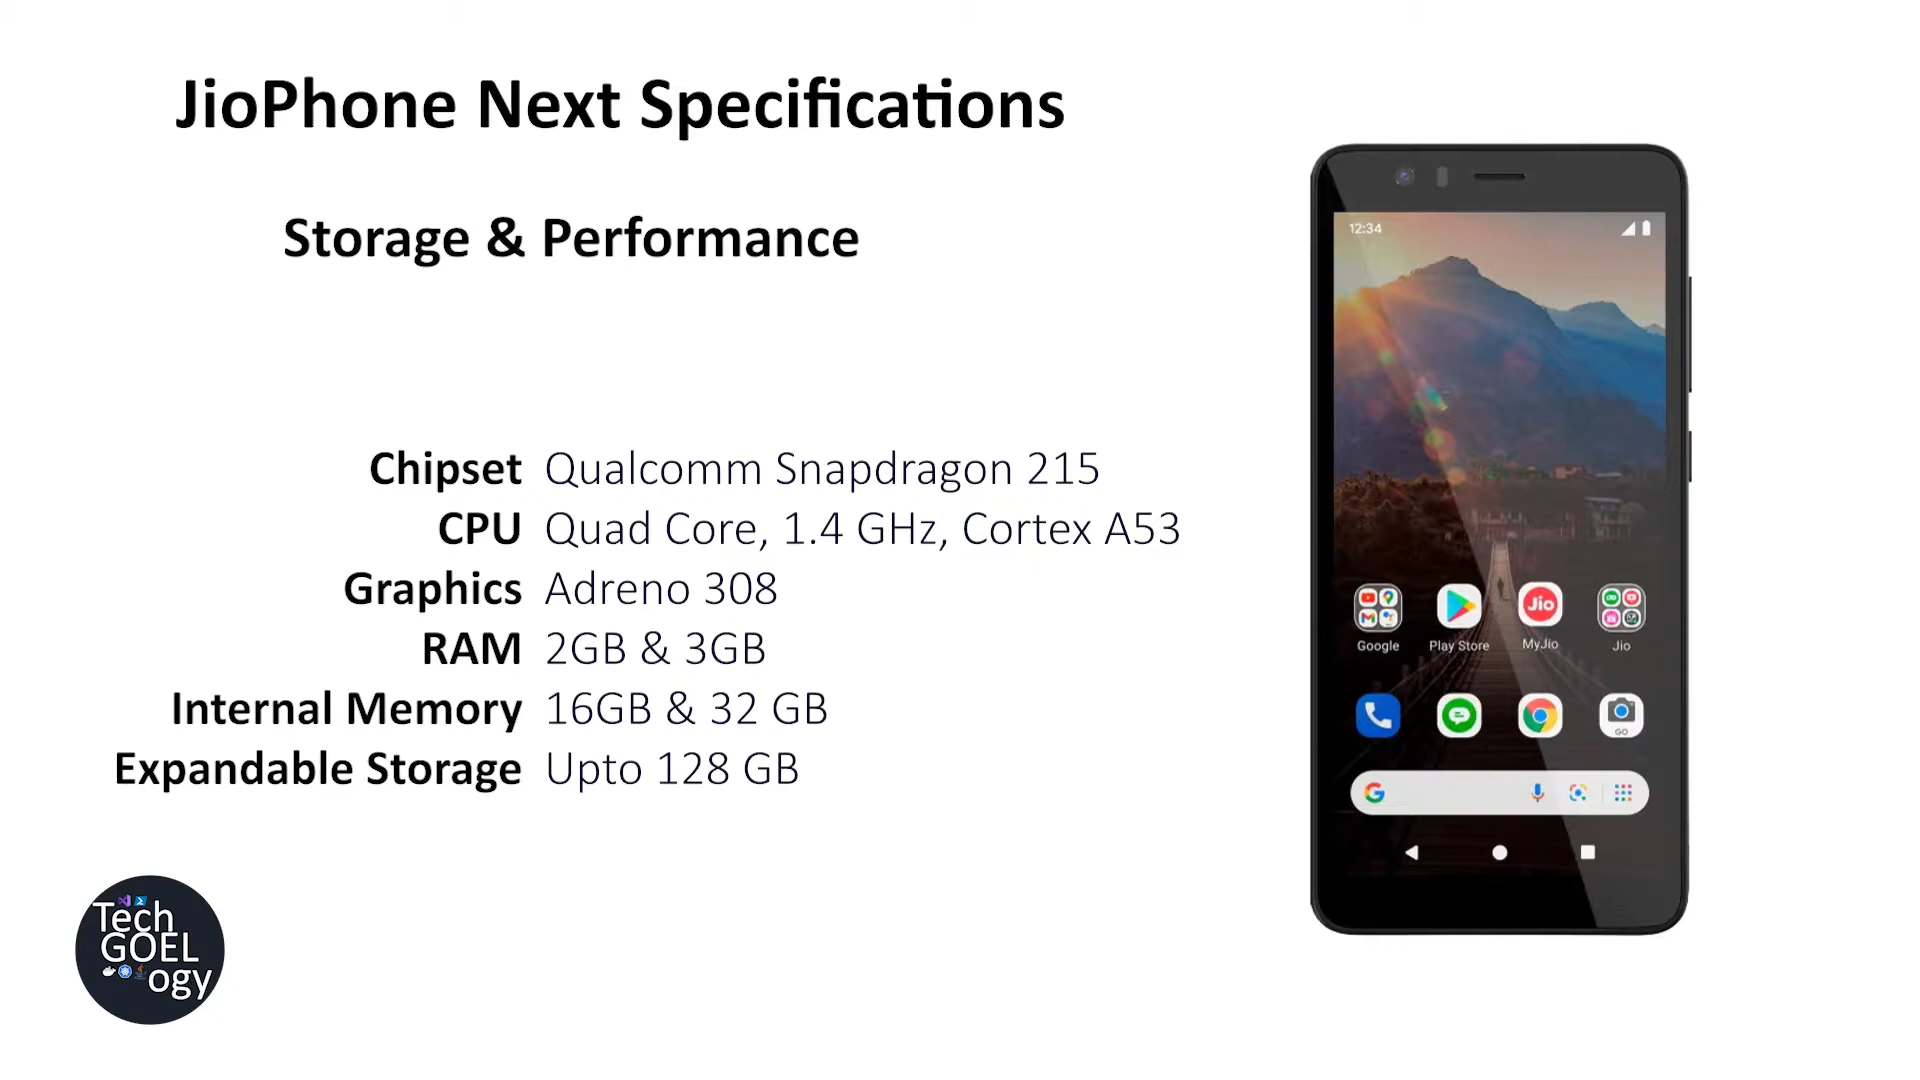 JioPhone Next Specifications
Storage & Performance
Chipset Qualcomm Snapdragon 215
CPU Quad Core, 1.4 GHz, Cortex A53
Graphics Adreno 308
RAM 2GB & 3GB
Internal Memory 16GB & 32 GB
Expandable Storage Upto 128 GB
Tech
GOEL
ogy
12:34
Google Play Store MyJio Jio
Jio
GO
G